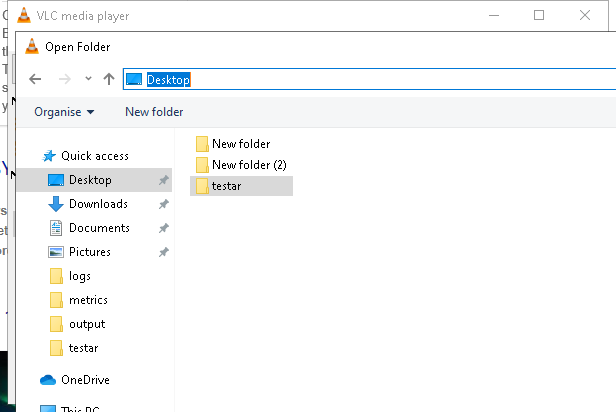 VLC media player
Open Folder
Desktop
Organise
New folder
Quick access
Desktop
Downloads
Documents
Pictures
logs
metrics
output
testar
OneDrive
This PC
New folder
New folder (2)
testar